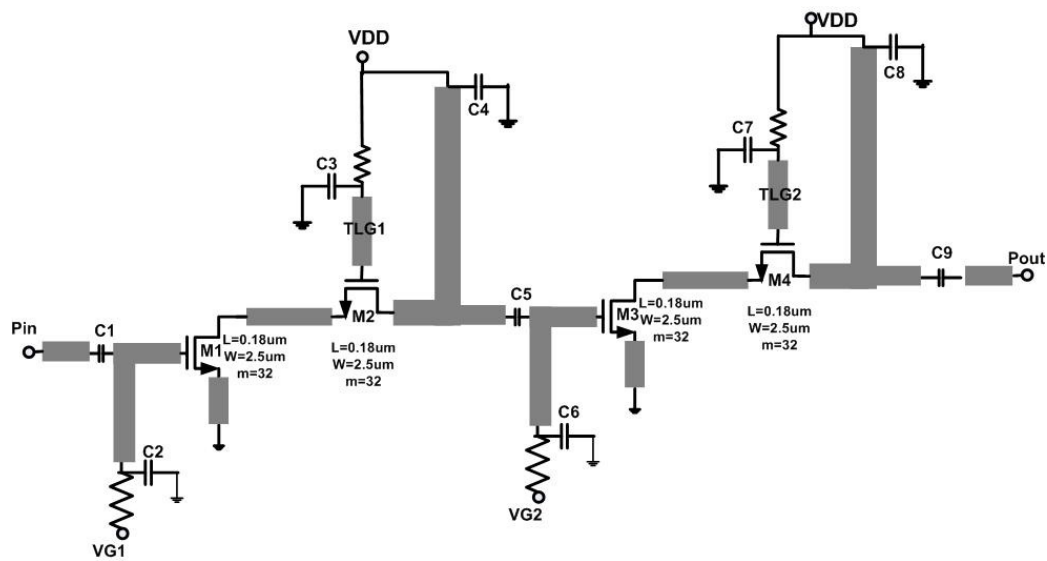 VDD
VDD
C8
C4
C7
C3
TLG2
TLG1
C9
Pout
M4
C5
M2
M3
L=0.18um
W=2.5um
m=32
L=0.18um
W=2.5um
m=32
Pin
C1
M1
L=0.18um
W=2.5um
m=32
L=0.18um
W=2.5um
m=32
C6
C2
VG2
VG1